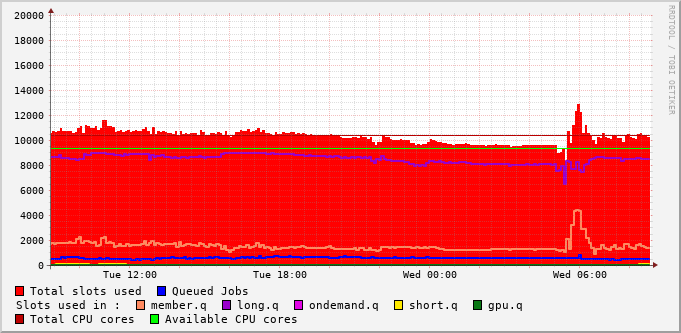 20000
18000
16000
14000
12000
10000
8000
6000
4000
2000
0
Tue 12:00 Tue 18:00 Wed 00:00 Wed 06:00
RRDTOOL / TOBI OETIKER
Total slots used Queued Jobs
Slots used in : member.q long.q ondemand.q short.q gpu.q
Total CPU cores Available CPU cores